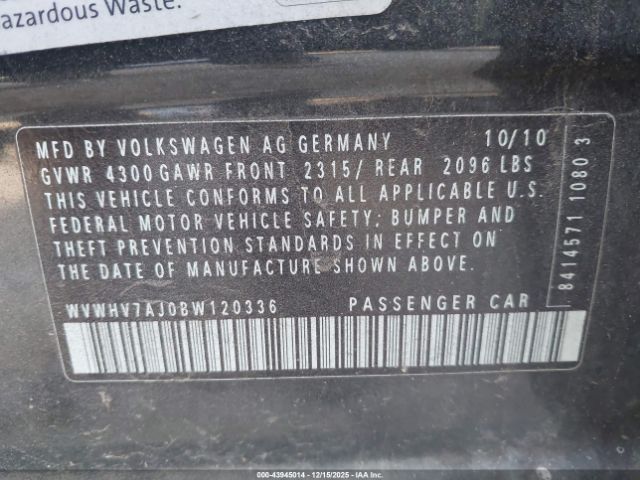 azardous Waste.
MFD BY VOLKSWAGEN AG GERMANY 10/10
GVWR 4300 GAWR FRONT 2315/ REAR 2096 LBS
THIS VEHICLE CONFORMS TO ALL APPLICABLE U.S.
FEDERAL MOTOR VEHICLE SAFETY, BUMPER AND
THEFT PREVENTION STANDARDS IN EFFECT ON
THE DATE OF MANUFACTURE SHOWN ABOVE.
WVWHV7AJ0BW120336 PASSENGER CAR
8414571 1080 3
000-43945014 - 12/15/2025 - IAA Inc.